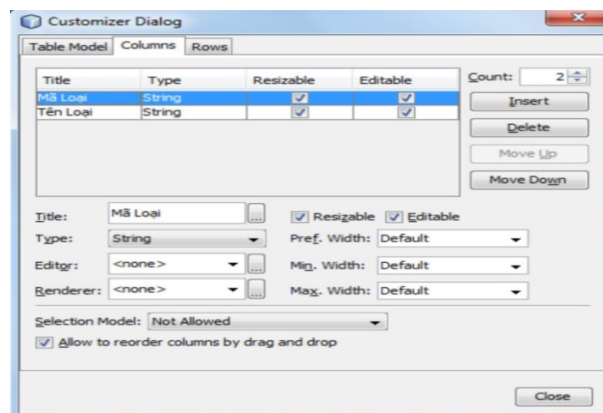 Customizer Dialog
Table Model Columns Rows
Title Type Resizable Editable
Mã Loại String
Tên Loại String
Count: 2
Insert
Delete
Move Up
Move Down
Title: Mã Loại ... Resizable Editable
Type: String Pref. Width: Default
Editor: <none> ... Min. Width: Default
Renderer: <none> ... Max. Width: Default
Selection Model: Not Allowed
Allow to reorder columns by drag and drop
Close